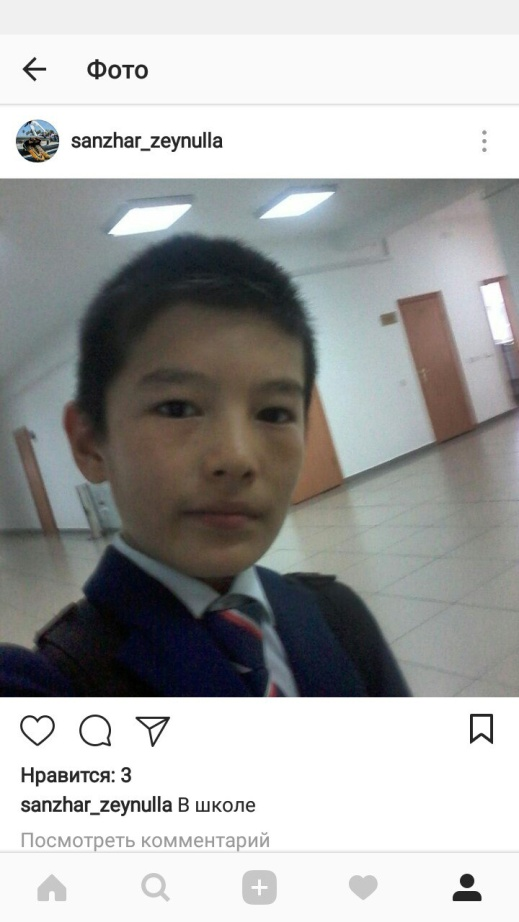 Фото
sanzhar_zeynulla
Нравится: 3
sanzhar_zeynulla В школе
Посмотреть комментарий